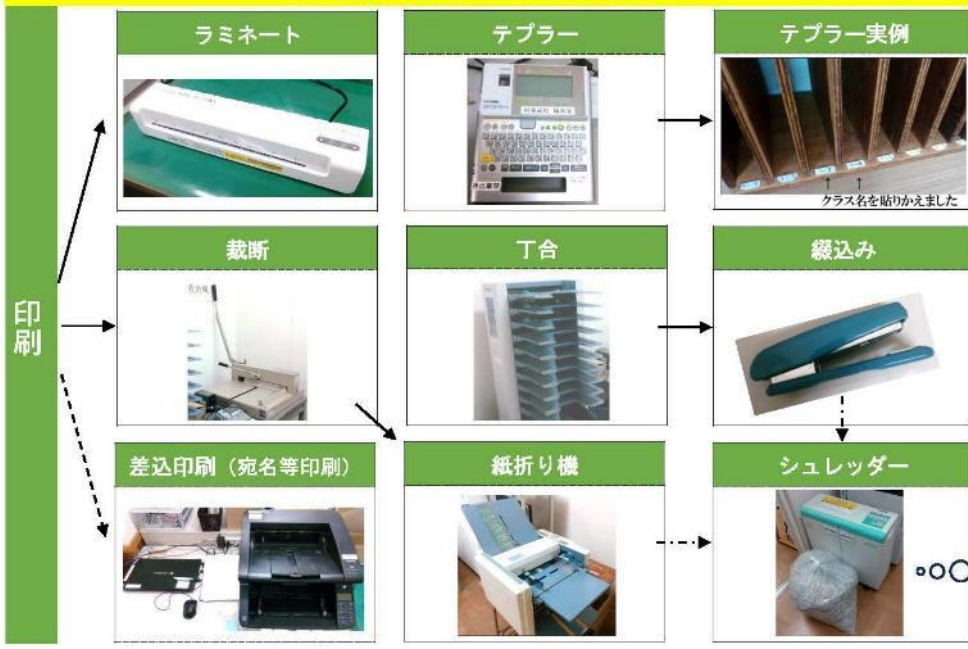 印刷
ラミネート
テプラー
テプラー実例
↑ ↑
クラス名を貼りかえました
裁断
丁合
綴込み
差込印刷(宛名等印刷)
紙折り機
シュレッダー